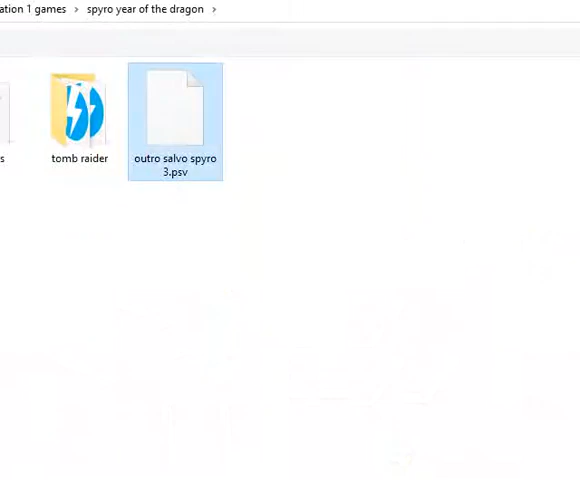 ation 1 games > spyro year of the dragon >
s
tomb raider
outro salvo spyro
3.psv